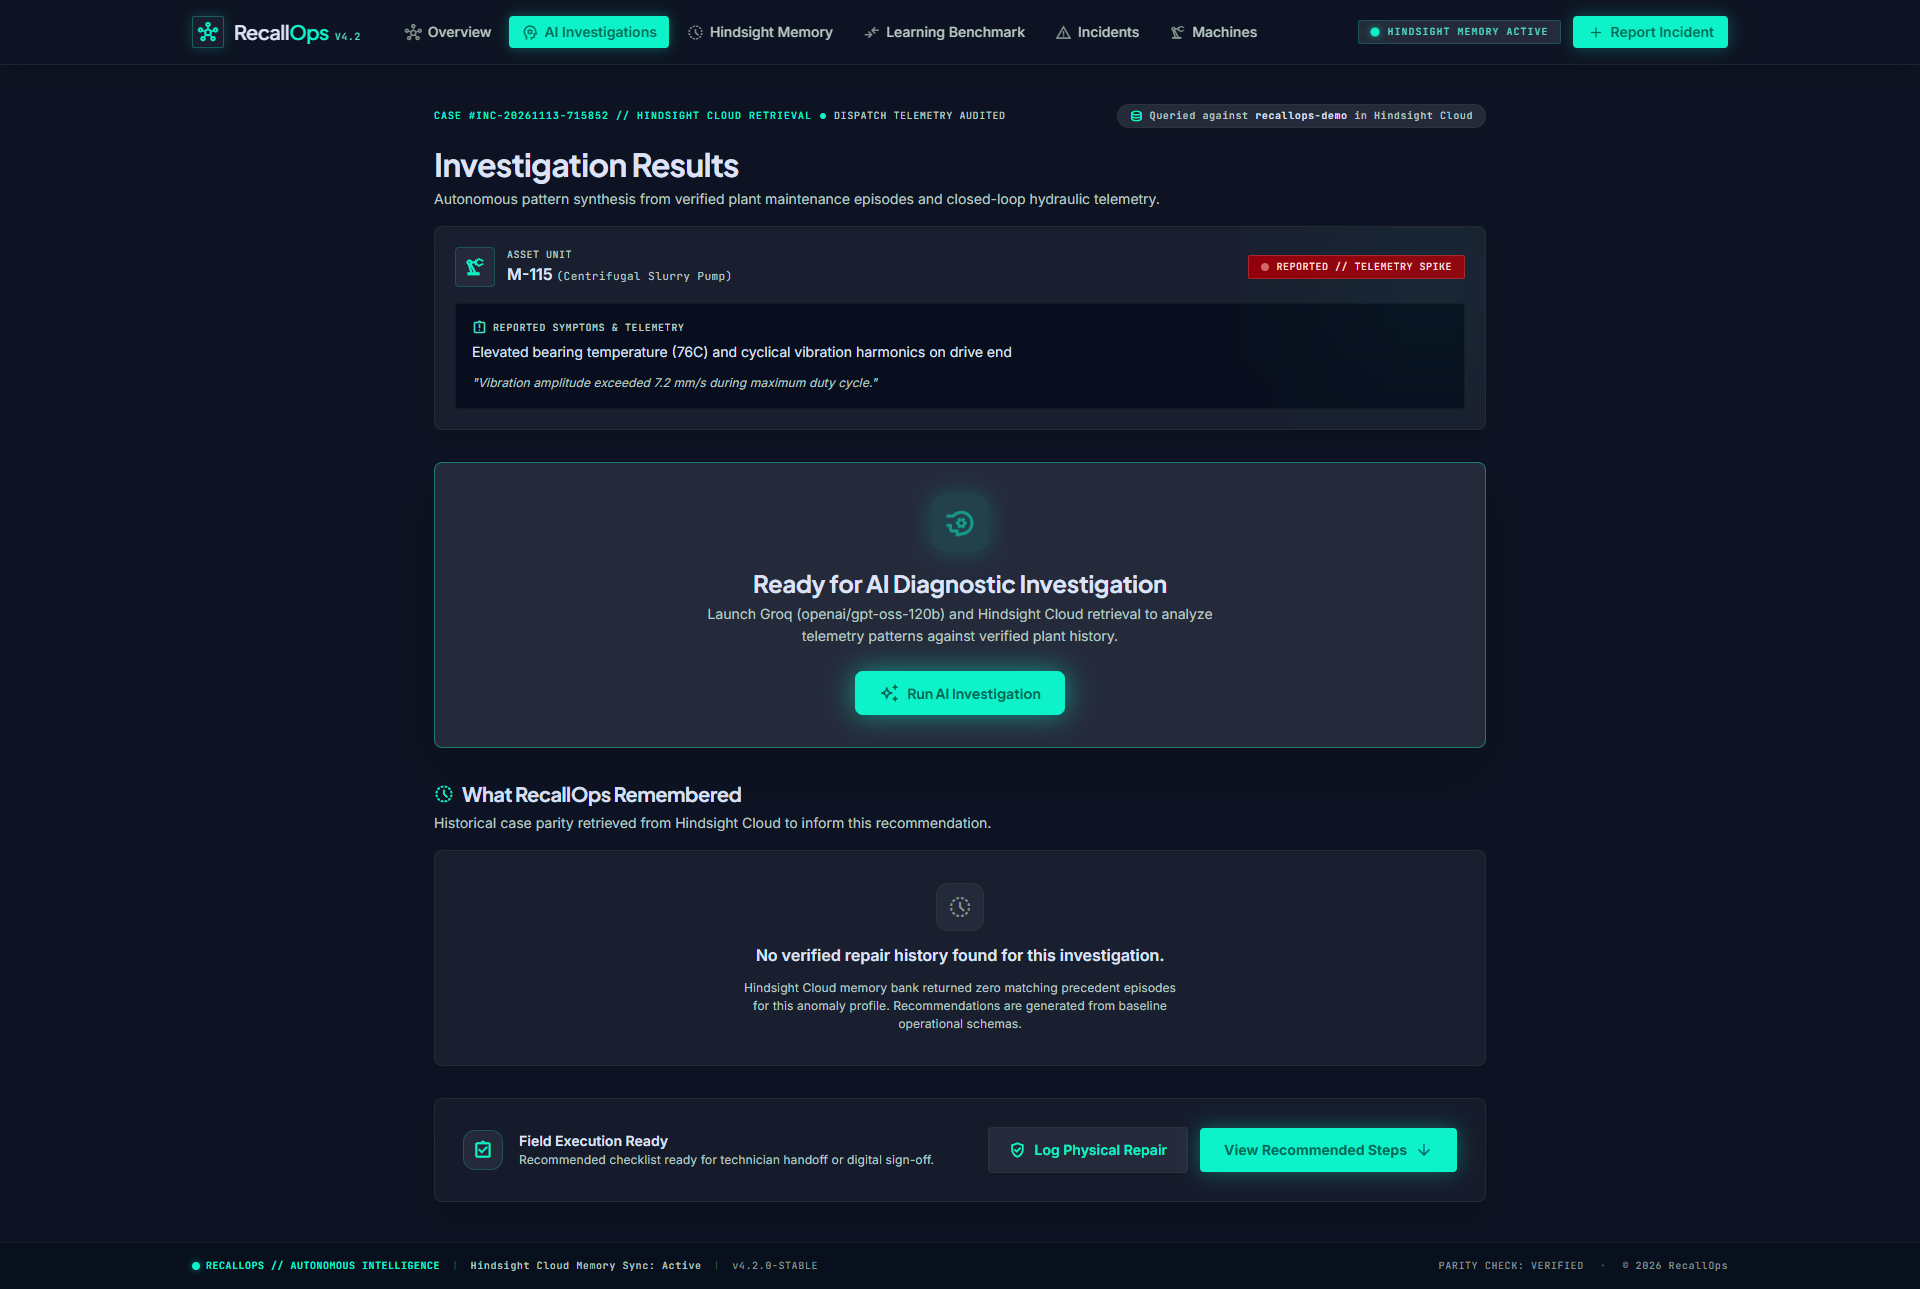 RecallOps V4.2
Overview
AI Investigations
Hindsight Memory
Learning Benchmark
Incidents
Machines
HINDSIGHT MEMORY ACTIVE
Report Incident
CASE #INC-20261113-715852 // HINDSIGHT CLOUD RETRIEVAL ● DISPATCH TELEMETRY AUDITED
Queried against recallops-demo in Hindsight Cloud
Investigation Results
Autonomous pattern synthesis from verified plant maintenance episodes and closed-loop hydraulic telemetry.
ASSET UNIT
M-115 (Centrifugal Slurry Pump)
REPORTED // TELEMETRY SPIKE
REPORTED SYMPTOMS & TELEMETRY
Elevated bearing temperature (76C) and cyclical vibration harmonics on drive end
"Vibration amplitude exceeded 7.2 mm/s during maximum duty cycle."
Ready for AI Diagnostic Investigation
Launch Groq (openai/gpt-oss-120b) and Hindsight Cloud retrieval to analyze
telemetry patterns against verified plant history.
Run AI Investigation
What RecallOps Remembered
Historical case parity retrieved from Hindsight Cloud to inform this recommendation.
No verified repair history found for this investigation.
Hindsight Cloud memory bank returned zero matching precedent episodes
for this anomaly profile. Recommendations are generated from baseline
operational schemas.
Field Execution Ready
Recommended checklist ready for technician handoff or digital sign-off.
Log Physical Repair
View Recommended Steps ↓
RECALLOPS // AUTONOMOUS INTELLIGENCE | Hindsight Cloud Memory Sync: Active | v4.2.0-STABLE
PARITY CHECK: VERIFIED • © 2026 RecallOps